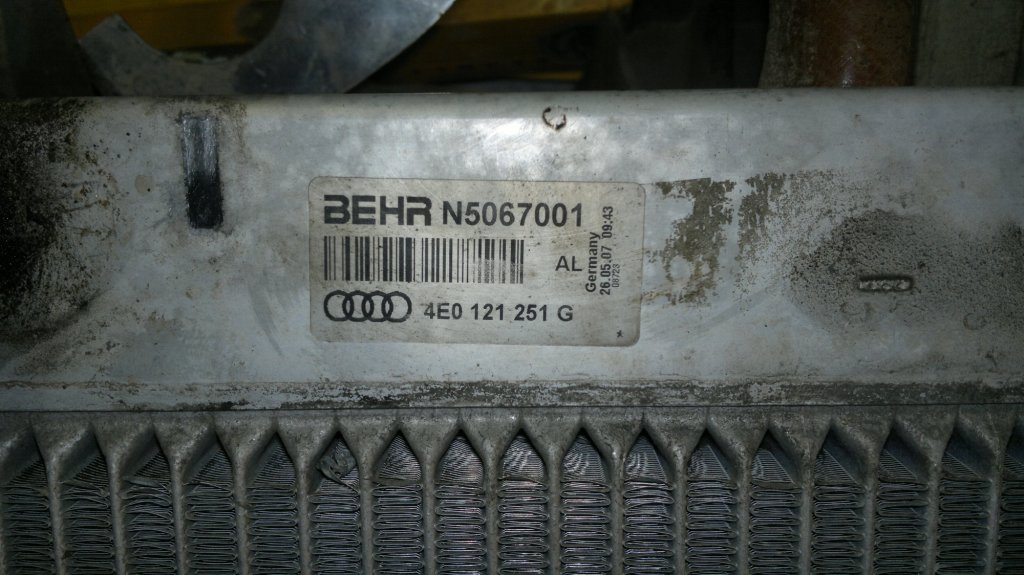 BEHR N5067001
AL
Germany
26.05.07 09:43
4E0 121 251 G